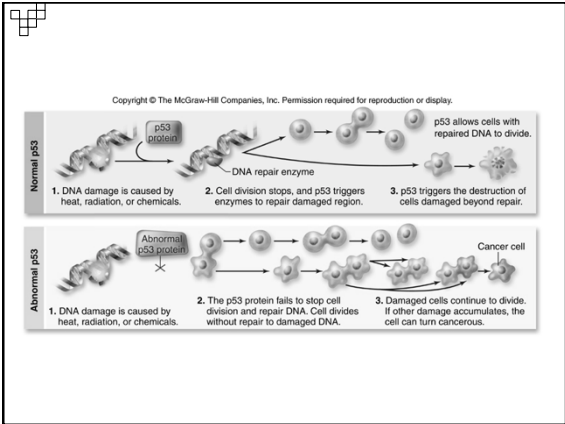 Copyright © The McGraw-Hill Companies, Inc. Permission required for reproduction or display.
Normal p53
p53
protein
p53 allows cells with
repaired DNA to divide.
DNA repair enzyme
1. DNA damage is caused by
heat, radiation, or chemicals.
2. Cell division stops, and p53 triggers
enzymes to repair damaged region.
3. p53 triggers the destruction of
cells damaged beyond repair.
Abnormal p53
Abnormal
p53 protein
Cancer cell
1. DNA damage is caused by
heat, radiation, or chemicals.
2. The p53 protein fails to stop cell
division and repair DNA. Cell divides
without repair to damaged DNA.
3. Damaged cells continue to divide.
If other damage accumulates, the
cell can turn cancerous.